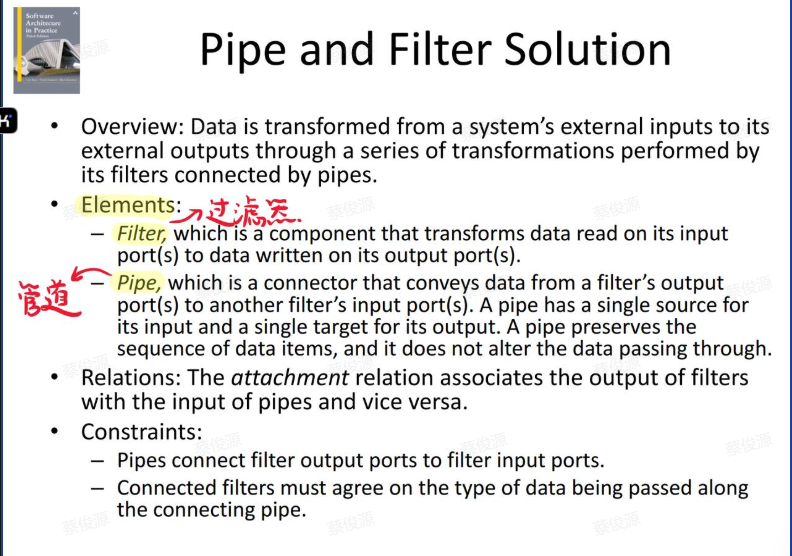 Software
Architecture
in Practice
Pipe and Filter Solution
• Overview: Data is transformed from a system's external inputs to its
external outputs through a series of transformations performed by
its filters connected by pipes.
• Elements:
过滤器
– Filter, which is a component that transforms data read on its input
port(s) to data written on its output port(s).
管道
– Pipe, which is a connector that conveys data from a filter's output
port(s) to another filter's input port(s). A pipe has a single source for
its input and a single target for its output. A pipe preserves the
sequence of data items, and it does not alter the data passing through.
• Relations: The attachment relation associates the output of filters
with the input of pipes and vice versa.
• Constraints:
– Pipes connect filter output ports to filter input ports.
– Connected filters must agree on the type of data being passed along
the connecting pipe.
蔡俊源